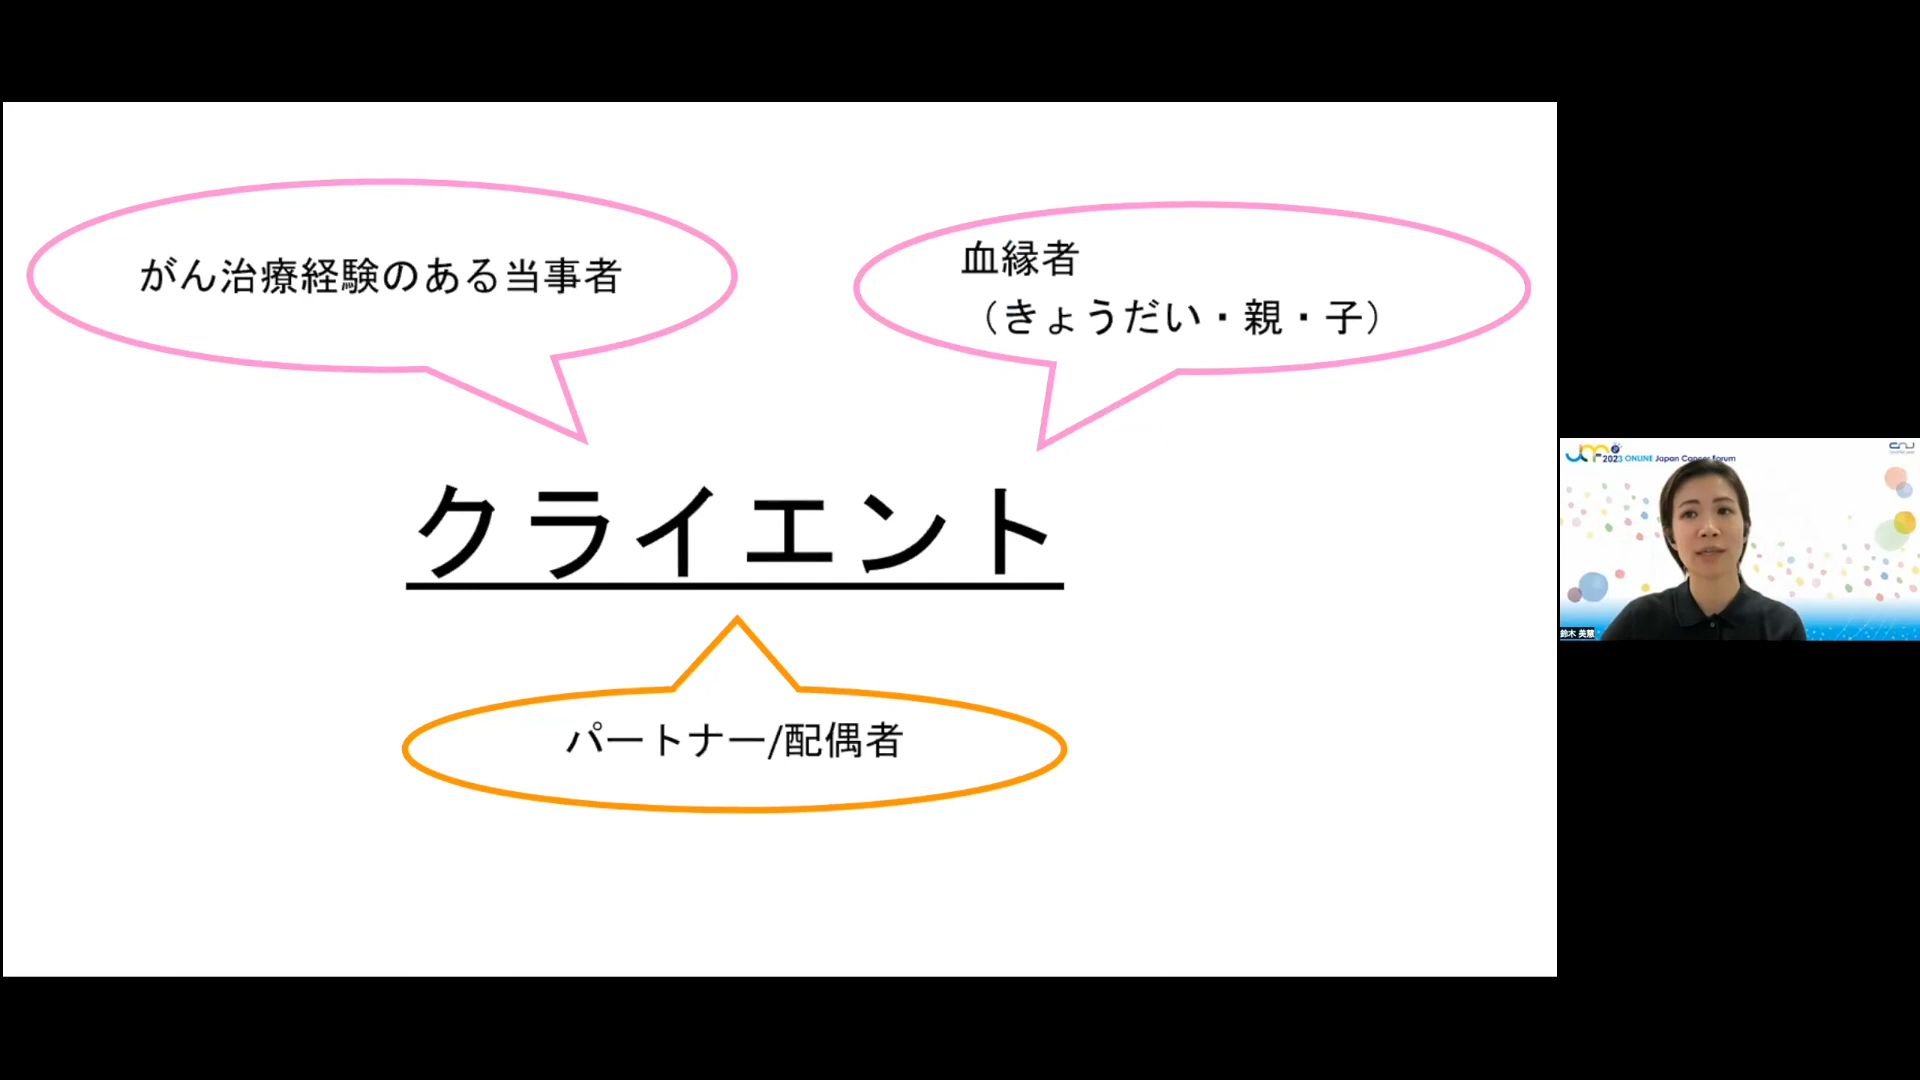 がん治療経験のある当事者
血縁者
（きょうだい・親・子）
クライエント
パートナー/配偶者
2023 ONLINE Japan Cancer Forum
鈴木 美慧